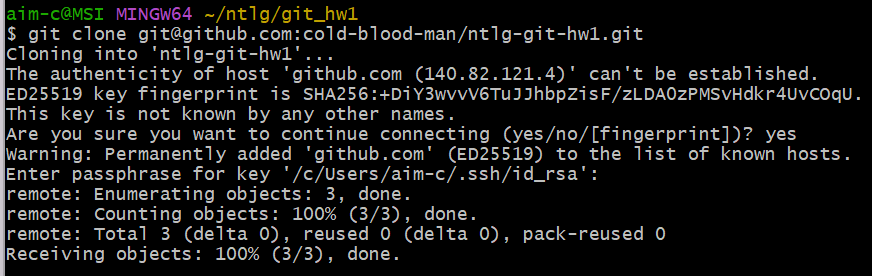 aim-c@MSI MINGW64 ~/ntlg/git_hw1
$ git clone git@github.com:cold-blood-man/ntlg-git-hw1.git
Cloning into 'ntlg-git-hw1'...
The authenticity of host 'github.com (140.82.121.4)' can't be established.
ED25519 key fingerprint is SHA256:+DiY3wvvV6TuJJhbpZisF/zLDA0zPMSvHdkr4UvCOqU.
This key is not known by any other names.
Are you sure you want to continue connecting (yes/no/[fingerprint])? yes
Warning: Permanently added 'github.com' (ED25519) to the list of known hosts.
Enter passphrase for key '/c/Users/aim-c/.ssh/id_rsa':
remote: Enumerating objects: 3, done.
remote: Counting objects: 100% (3/3), done.
remote: Total 3 (delta 0), reused 0 (delta 0), pack-reused 0
Receiving objects: 100% (3/3), done.